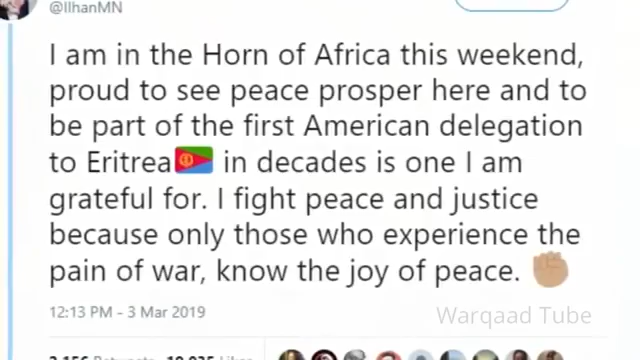 @IlhanMN
I am in the Horn of Africa this weekend,
proud to see peace prosper here and to
be part of the first American delegation
to Eritrea🇪🇷 in decades is one I am
grateful for. I fight peace and justice
because only those who experience the
pain of war, know the joy of peace. ✊🏽
12:13 PM - 3 Mar 2019
Warqaad Tube